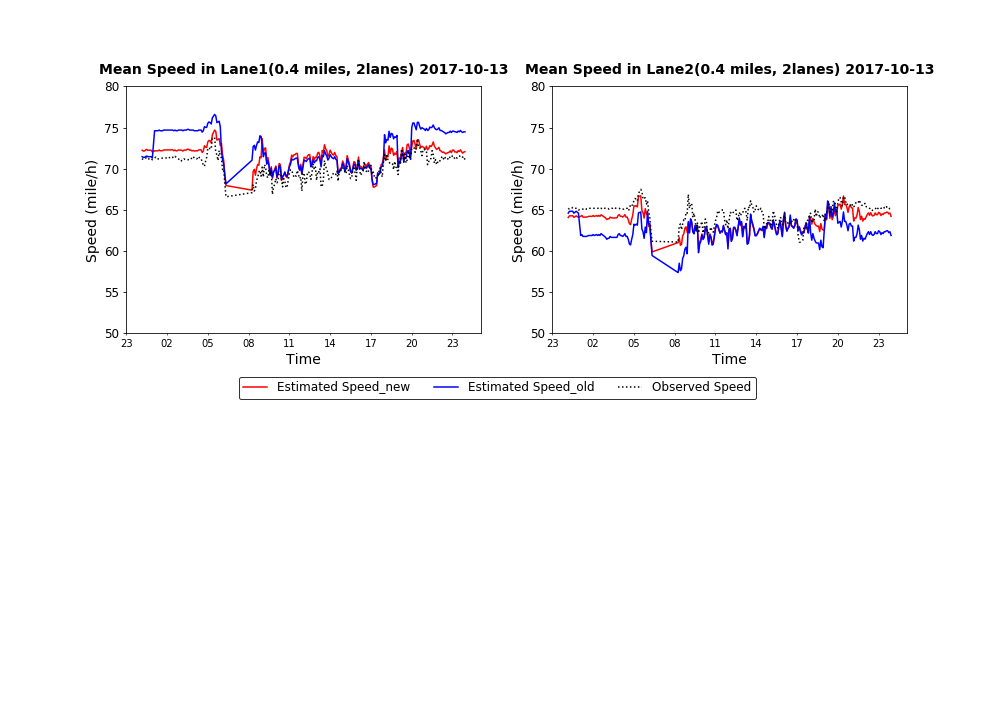 Mean Speed in Lane1(0.4 miles, 2lanes) 2017-10-13
80
75
70
65
60
55
50
Speed (mile/h)
23 02 05 08 11 14 17 20 23
Time
Mean Speed in Lane2(0.4 miles, 2lanes) 2017-10-13
80
75
70
65
60
55
50
Speed (mile/h)
23 02 05 08 11 14 17 20 23
Time
Estimated Speed_new Estimated Speed_old Observed Speed